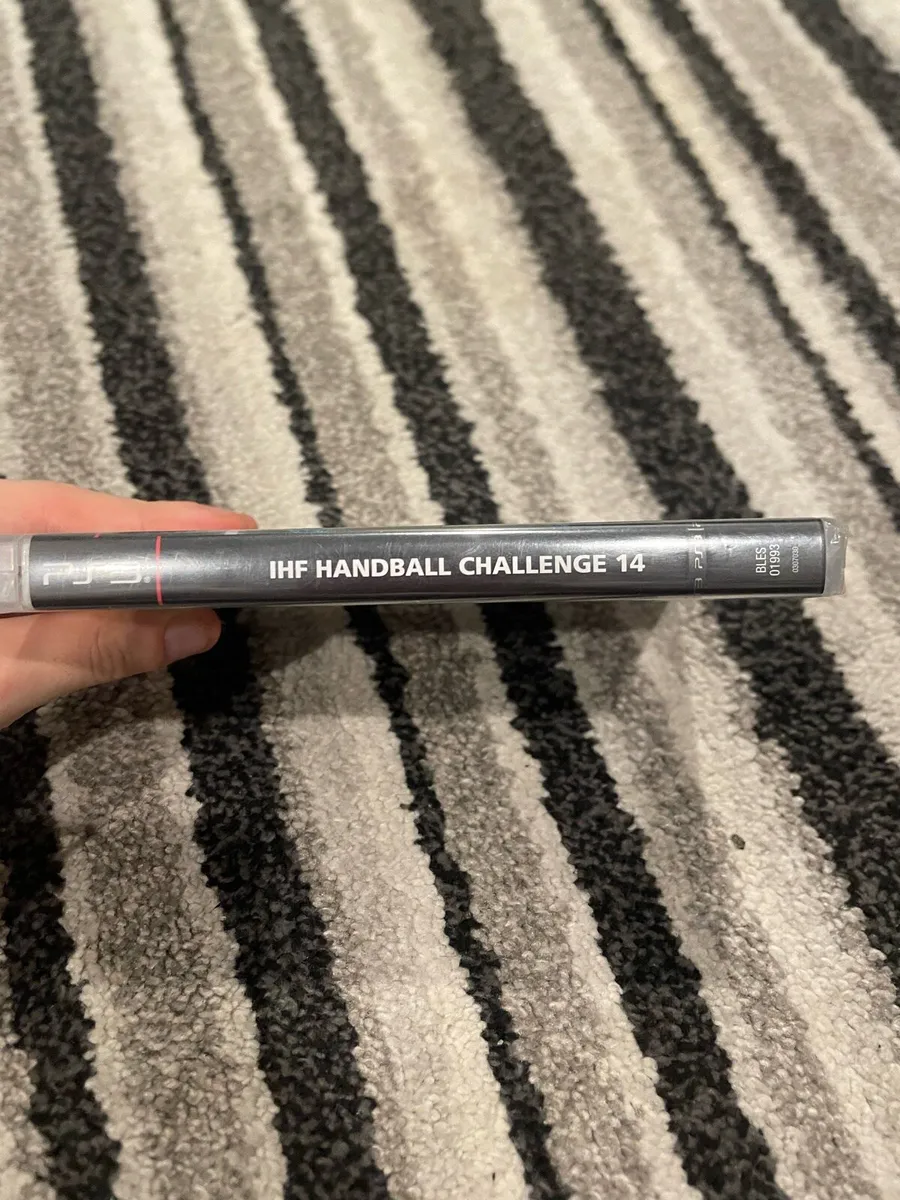 IHF HANDBALL CHALLENGE 14
PS3
BLES
01993